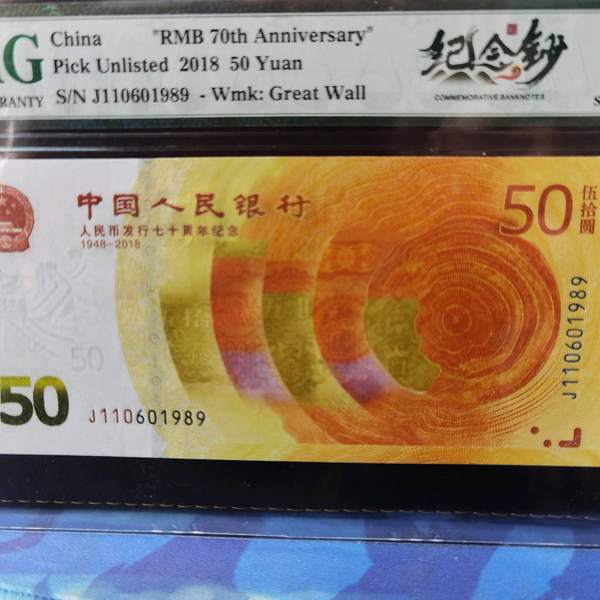 MG
China "RMB 70th Anniversary"
Pick Unlisted 2018 50 Yuan
S/N J110601989 - Wmk: Great Wall
纪念钞
COMMEMORATIVE BANKNOTES
中国人民银行
人民币发行七十周年纪念
1948-2018
50
伍拾圆
50
50
J110601989
J110601989